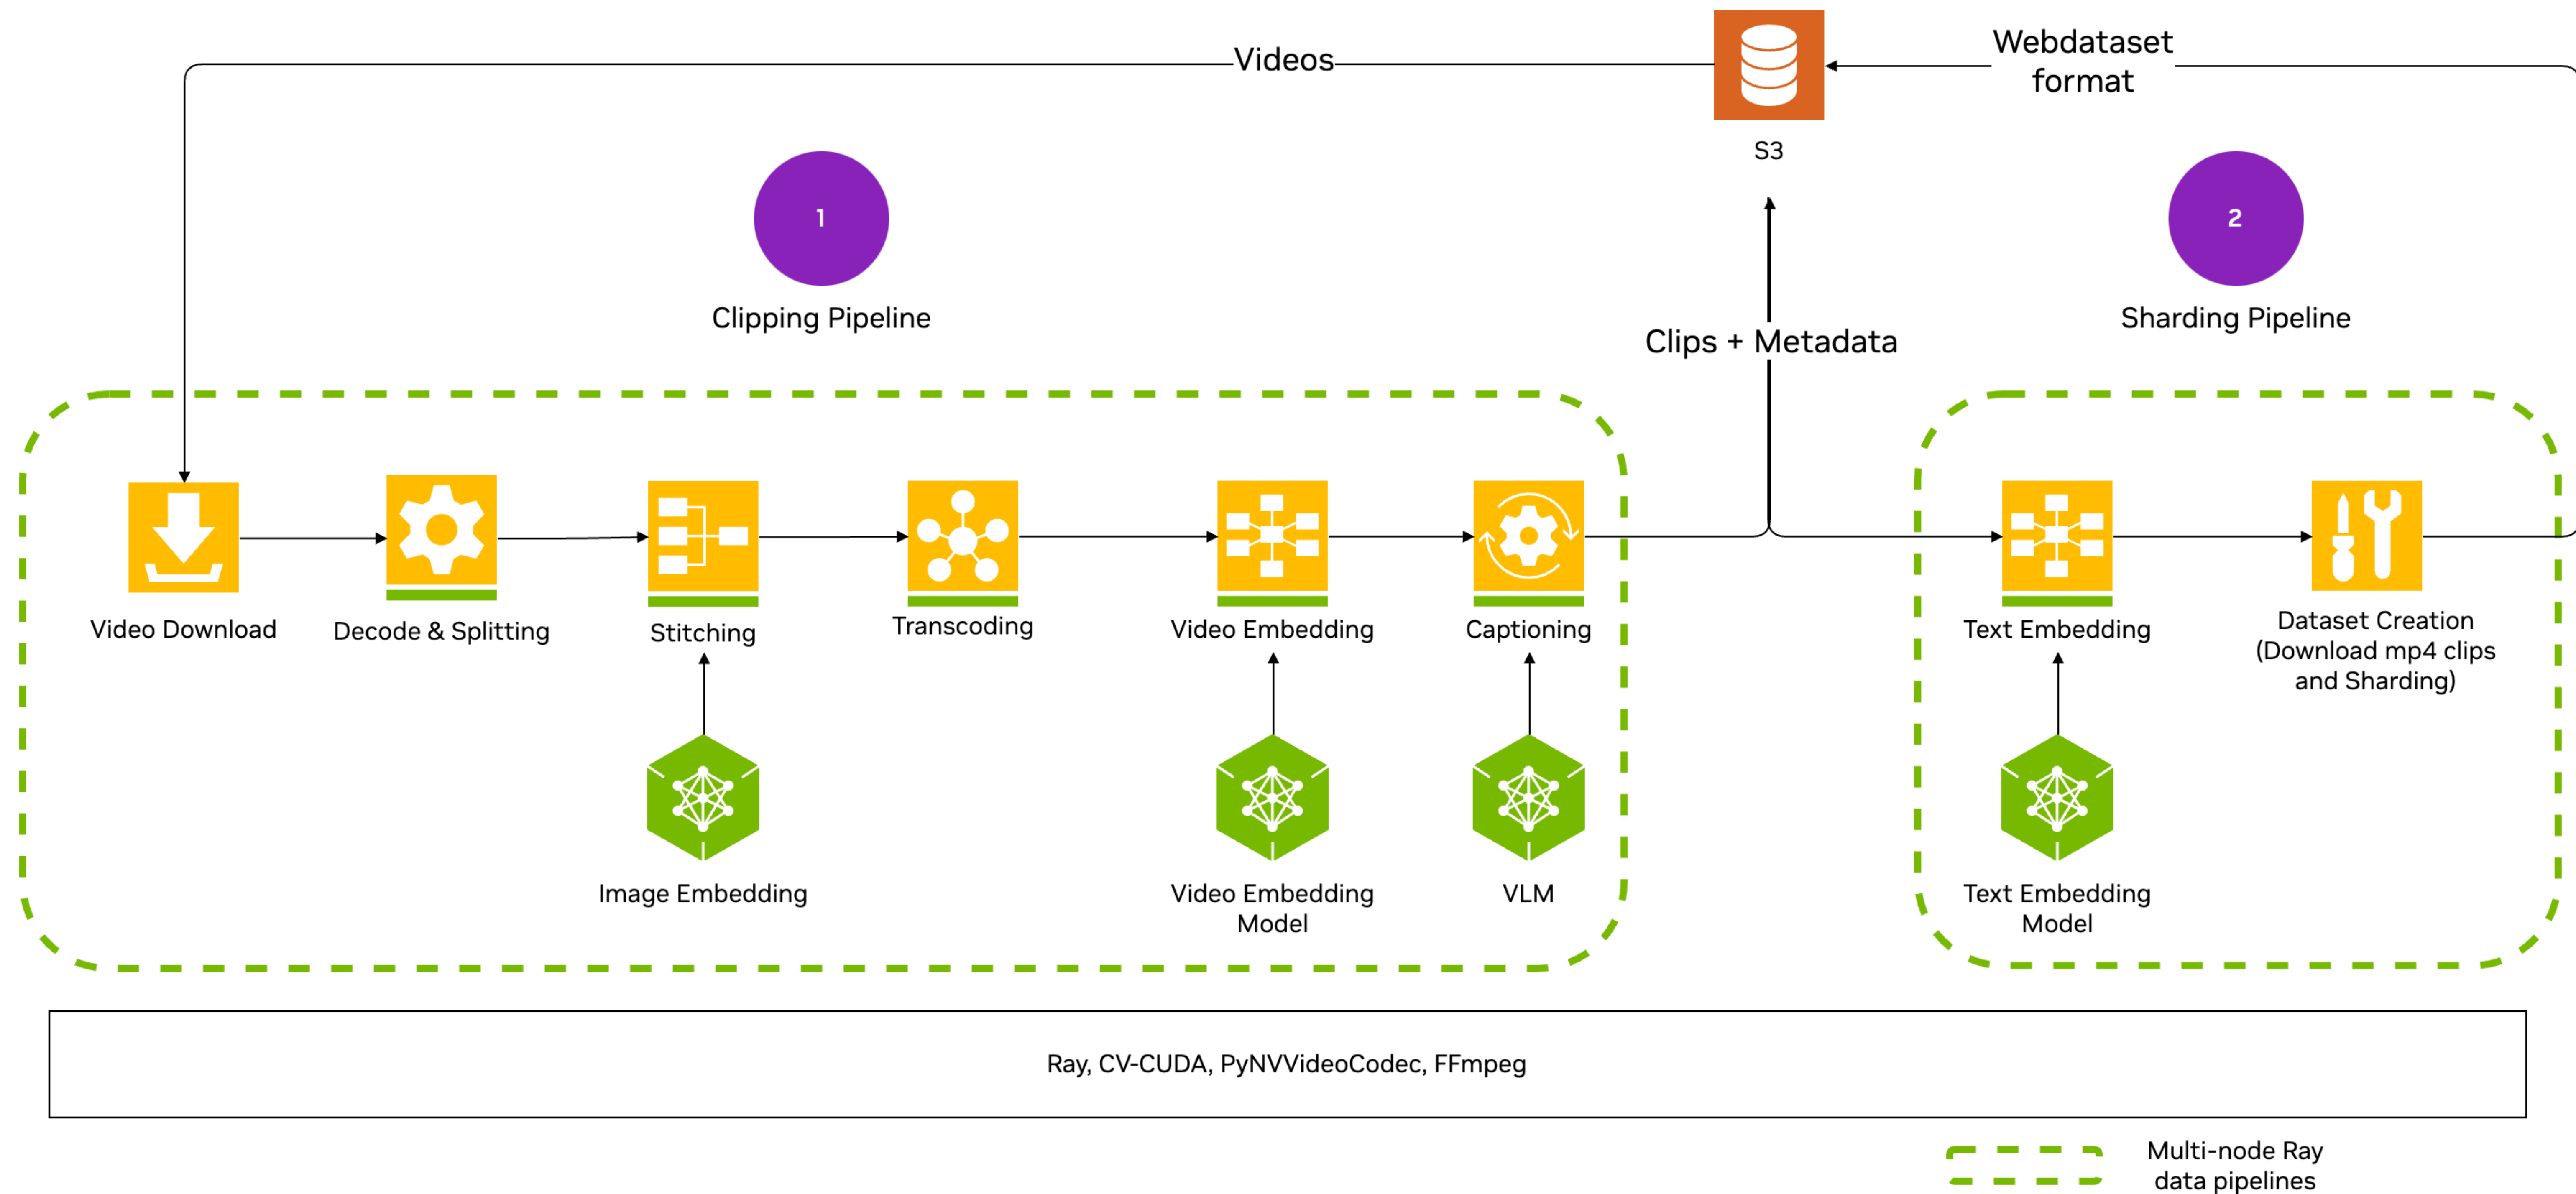 Videos
Webdataset
format
S3
1
2
Clipping Pipeline
Sharding Pipeline
Clips + Metadata
Video Download
Decode & Splitting
Stitching
Transcoding
Video Embedding
Captioning
Text Embedding
Dataset Creation
(Download mp4 clips
and Sharding)
Image Embedding
Video Embedding
Model
VLM
Text Embedding
Model
Ray, CV-CUDA, PyNVVideoCodec, FFmpeg
Multi-node Ray
data pipelines